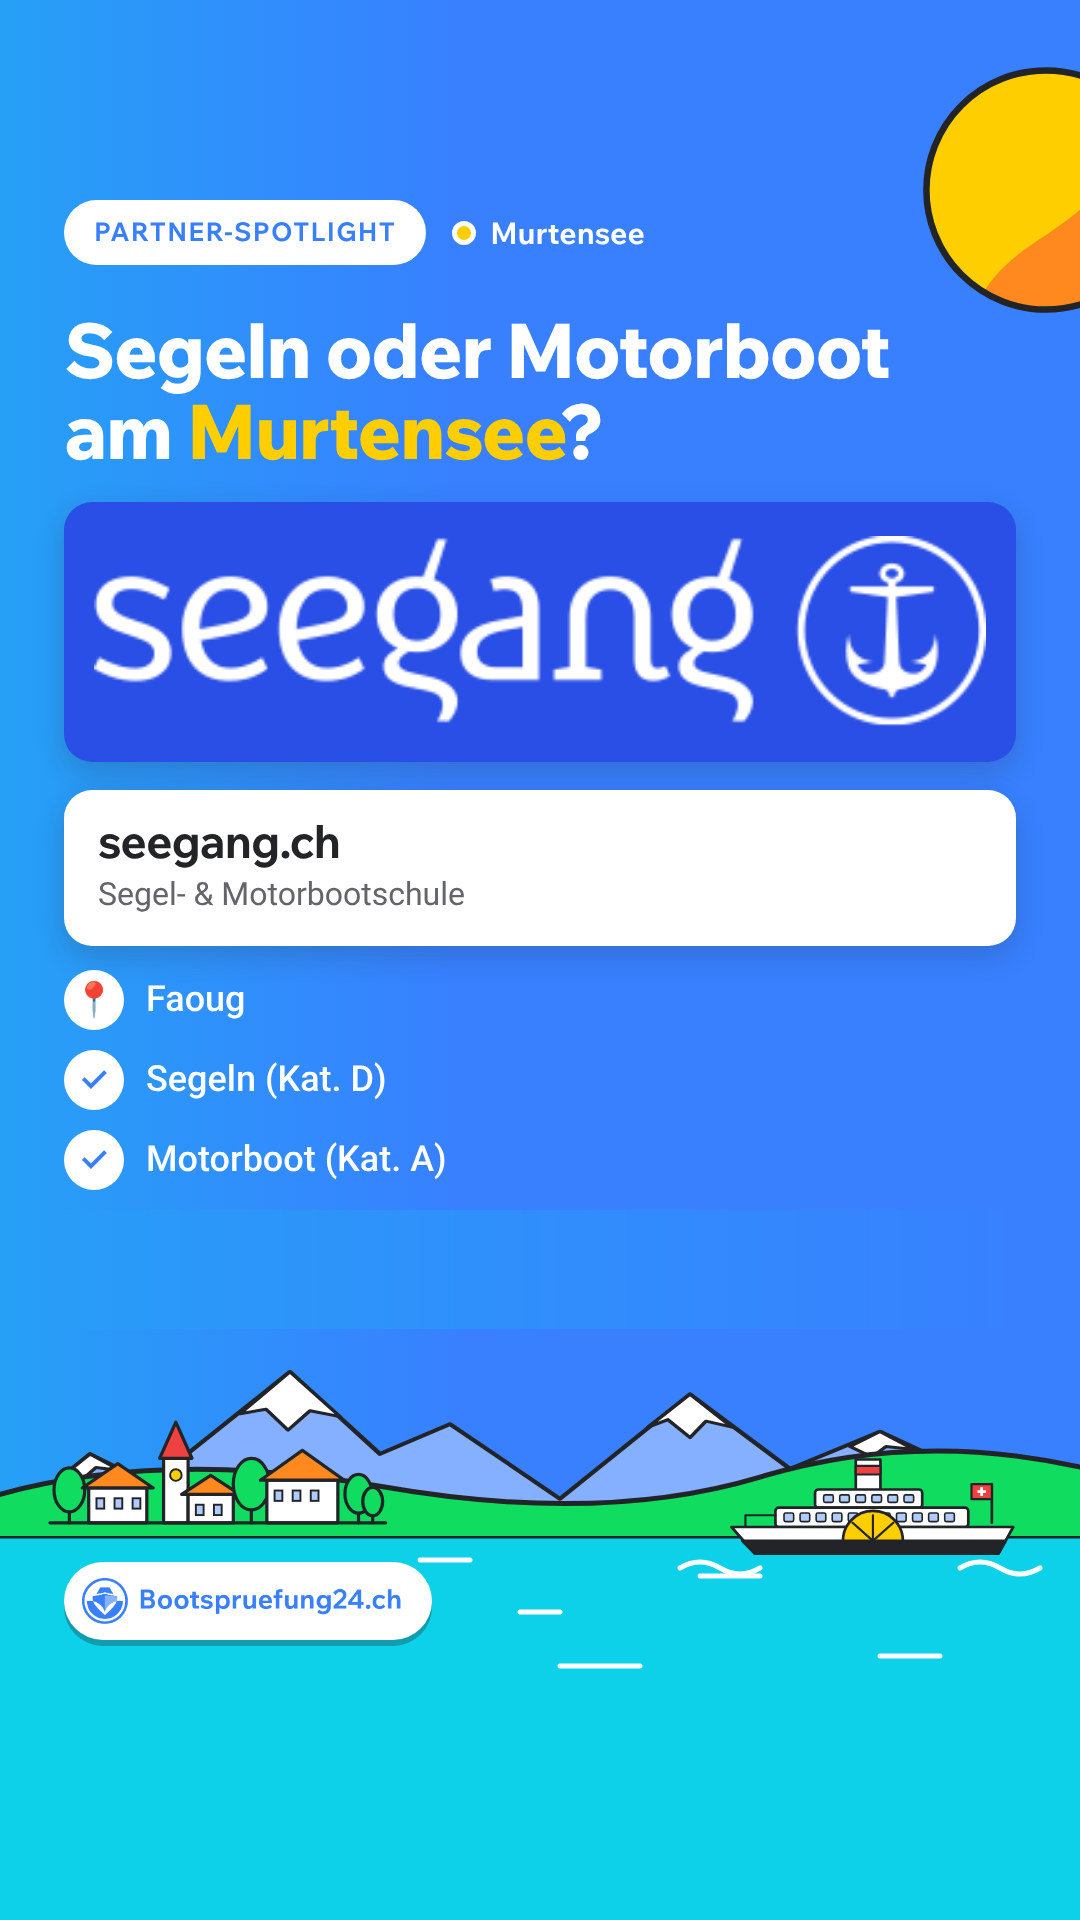 PARTNER-SPOTLIGHT
Murtensee
Segeln oder Motorboot
am Murtensee?
seegang
seegang.ch
Segel- & Motorbootschule
Faoug
Segeln (Kat. D)
Motorboot (Kat. A)
Bootspruefung24.ch